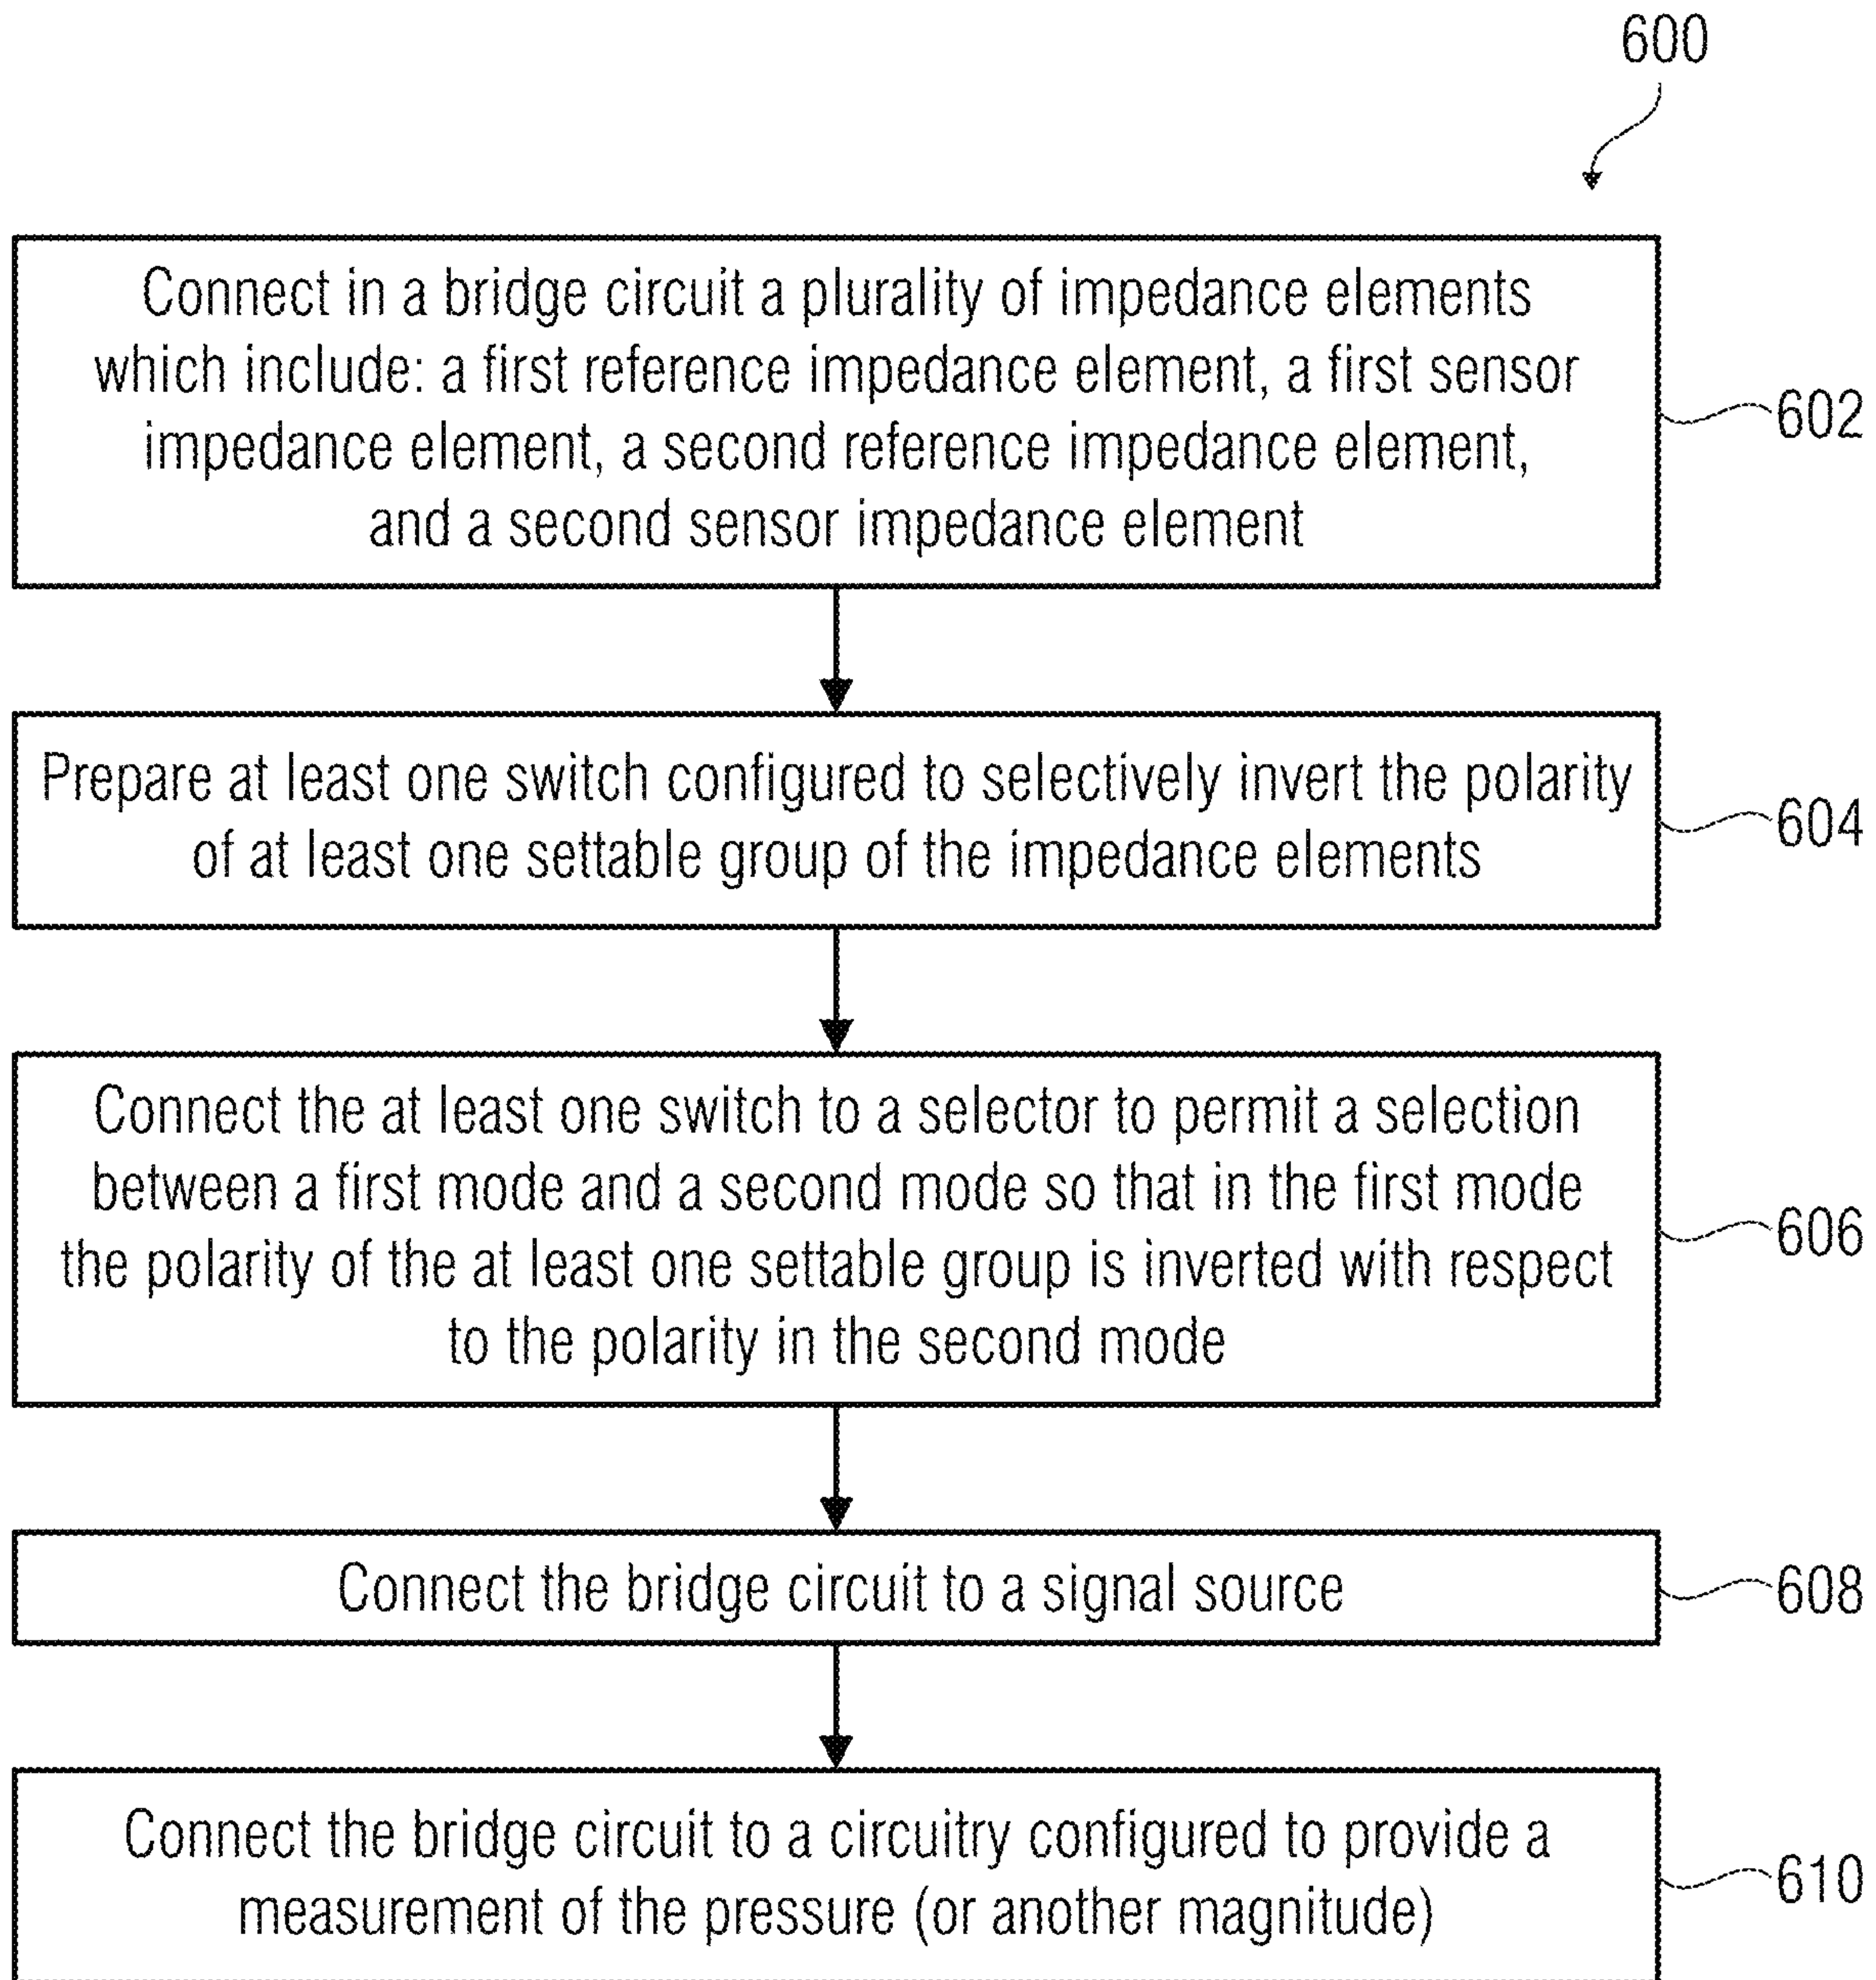 600
Connect in a bridge circuit a plurality of impedance elements
which include: a first reference impedance element, a first sensor
impedance element, a second reference impedance element,
and a second sensor impedance element
602
Prepare at least one switch configured to selectively invert the polarity
of at least one settable group of the impedance elements
604
Connect the at least one switch to a selector to permit a selection
between a first mode and a second mode so that in the first mode
the polarity of the at least one settable group is inverted with respect
to the polarity in the second mode
606
Connect the bridge circuit to a signal source
608
Connect the bridge circuit to a circuitry configured to provide a
measurement of the pressure (or another magnitude)
610